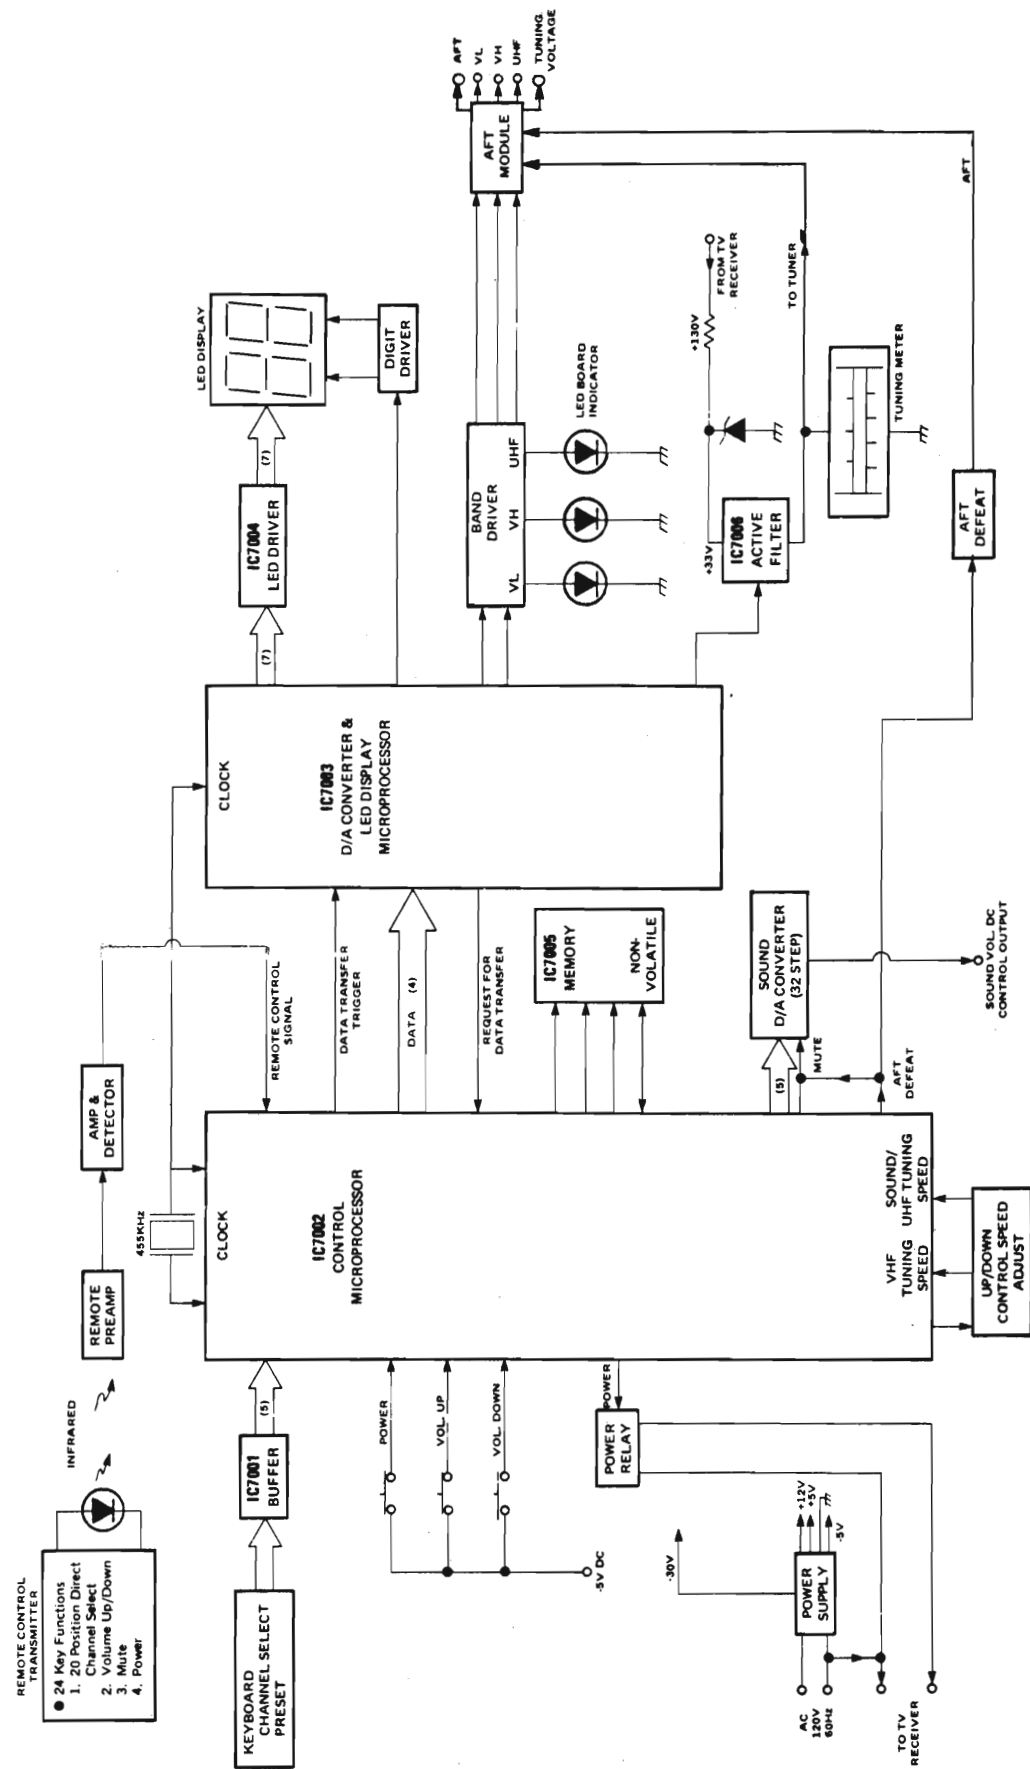 REMOTE CONTROL
TRANSMITTER
● 24 Key Functions
1. 20 Position Direct
Channel Select
2. Volume Up/Down
3. Mute
4. Power
INFRARED
REMOTE
PREAMP
AMP &
DETECTOR
455KHz
REMOTE CONTROL
SIGNAL
KEYBOARD
CHANNEL SELECT
PRESET
IC7001
BUFFER
(5)
CLOCK
IC7002
CONTROL
MICROPROCESSOR
POWER
VOL. UP
VOL. DOWN
-5V DC
POWER
POWER
RELAY
-30V
POWER
SUPPLY
+12V
+5V
-5V
AC
120V
60Hz
TO TV
RECEIVER
VHF
TUNING
SPEED
SOUND/
UHF TUNING
SPEED
UP/DOWN
CONTROL SPEED
ADJUST
DATA TRANSFER
TRIGGER
DATA (4)
REQUEST FOR
DATA TRANSFER
IC7005
MEMORY
NON-
VOLATILE
(5)
MUTE
AFT
DEFEAT
SOUND
D/A CONVERTER
(32 STEP)
SOUND VOL. DC
CONTROL OUTPUT
CLOCK
IC7003
D/A CONVERTER &
LED DISPLAY
MICROPROCESSOR
(7)
IC7004
LED DRIVER
(7)
LED DISPLAY
DIGIT
DRIVER
BAND
DRIVER
VL
VH
UHF
LED BOARD
INDICATOR
+33V
IC7006
ACTIVE
FILTER
+130V
FROM TV
RECEIVER
TO TUNER
TUNING METER
AFT
DEFEAT
AFT
AFT
MODULE
AFT
VL
VH
UHF
TUNING
VOLTAGE